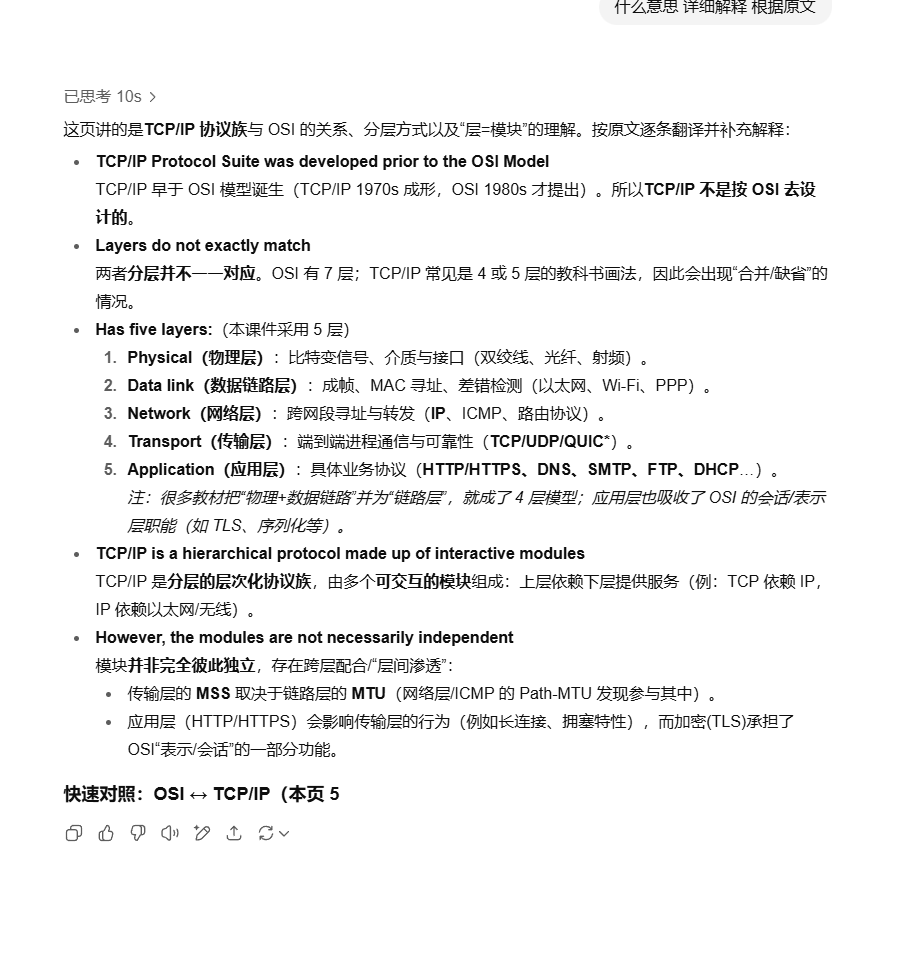 什么意思 详细解释 根据原文
已思考 10s
这页讲的是TCP/IP 协议族与 OSI 的关系、分层方式以及“层=模块”的理解。按原文逐条翻译并补充解释：
• TCP/IP Protocol Suite was developed prior to the OSI Model
TCP/IP 早于 OSI 模型诞生（TCP/IP 1970s 成形，OSI 1980s 才提出）。所以TCP/IP 不是按 OSI 去设
计的。
• Layers do not exactly match
两者分层并不一一对应。OSI 有 7 层；TCP/IP 常见是 4 或 5 层的教科书画法，因此会出现“合并/缺省”的
情况。
• Has five layers:（本课件采用 5 层）
1. Physical（物理层）：比特变信号、介质与接口（双绞线、光纤、射频）。
2. Data link（数据链路层）：成帧、MAC 寻址、差错检测（以太网、Wi-Fi、PPP）。
3. Network（网络层）：跨网段寻址与转发（IP、ICMP、路由协议）。
4. Transport（传输层）：端到端进程通信与可靠性（TCP/UDP/QUIC*）。
5. Application（应用层）：具体业务协议（HTTP/HTTPS、DNS、SMTP、FTP、DHCP…）。
注：很多教材把“物理+数据链路”并为“链路层”，就成了 4 层模型；应用层也吸收了 OSI 的会话/表示
层职能（如 TLS、序列化等）。
• TCP/IP is a hierarchical protocol made up of interactive modules
TCP/IP 是分层的层次化协议族，由多个可交互的模块组成：上层依赖下层提供服务（例：TCP 依赖 IP，
IP 依赖以太网/无线）。
• However, the modules are not necessarily independent
模块并非完全彼此独立，存在跨层配合/“层间渗透”：
• 传输层的 MSS 取决于链路层的 MTU（网络层/ICMP 的 Path-MTU 发现参与其中）。
• 应用层（HTTP/HTTPS）会影响传输层的行为（例如长连接、拥塞特性），而加密(TLS)承担了
OSI“表示/会话”的一部分功能。
快速对照：OSI ↔ TCP/IP（本页 5